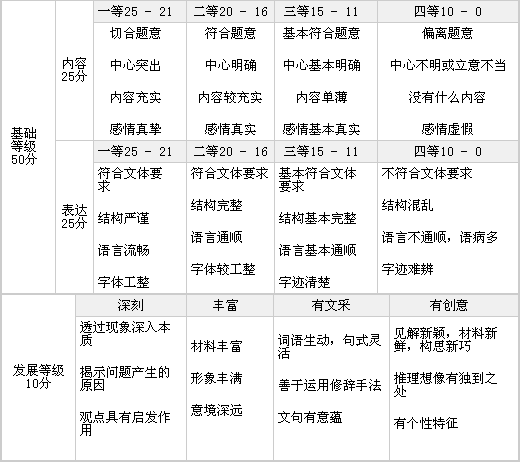 一等25 - 21 二等20 - 16 三等15 - 11 四等10 - 0
基础
等级
50分
内容
25分
切合题意 符合题意 基本符合题意 偏离题意
中心突出 中心明确 中心基本明确 中心不明或立意不当
内容充实 内容较充实 内容单薄 没有什么内容
感情真挚 感情真实 感情基本真实 感情虚假
一等25 - 21 二等20 - 16 三等15 - 11 四等10 - 0
表达
25分
符合文体要
求
结构严谨
语言流畅
字体工整
符合文体要求
结构完整
语言通顺
字体较工整
基本符合文体
要求
结构基本完整
语言基本通顺
字迹清楚
不符合文体要求
结构混乱
语言不通顺，语病多
字迹难辨
发展等级
10分
深刻 丰富 有文采 有创意
透过现象深入本
质
揭示问题产生的
原因
观点具有启发作
用
材料丰富
形象丰满
意境深远
词语生动，句式灵
活
善于运用修辞手法
文句有意蕴
见解新颖，材料新
鲜，构思新巧
推理想像有独到之
处
有个性特征